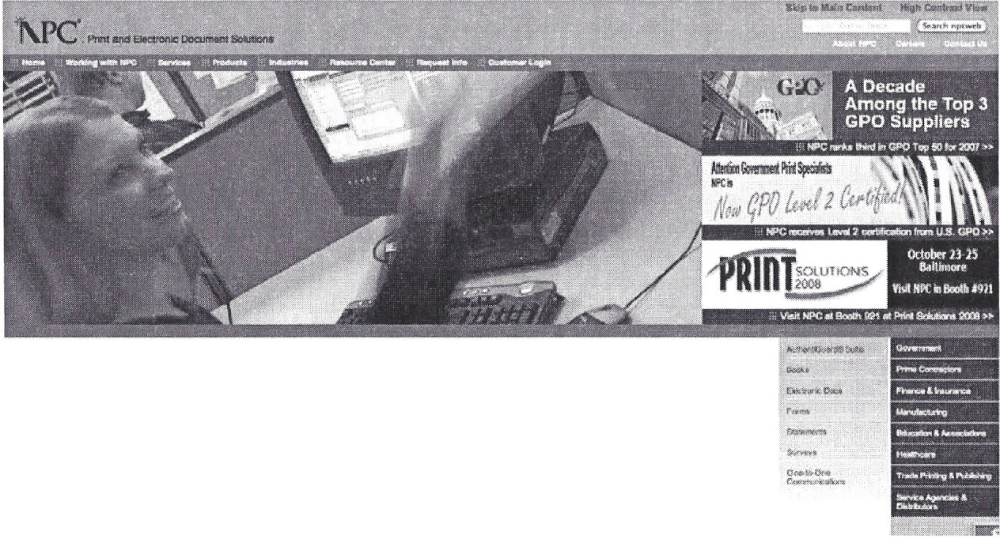 Skip to Main Content High Contrast View
Search npcweb
NPC Print and Electronic Document Solutions
About NPC Careers Contact Us
Home Working with NPC Services Products Industries Resource Center Request Info Customer Login
GPO
A Decade
Among the Top 3
GPO Suppliers
NPC ranks third in GPO Top 50 for 2007 >>
Attention Government Print Specialists
NPC is
Now GPO Level 2 Certified!
NPC receives Level 2 certification from U.S. GPO >>
PRINT SOLUTIONS
2008
October 23-25
Baltimore
Visit NPC in Booth #921
Visit NPC at Booth 921 at Print Solutions 2008 >>
AuthentiGuard® Suite
Books
Electronic Docs
Forms
Statements
Surveys
One-to-One
Communications
Government
Prime Contractors
Finance & Insurance
Manufacturing
Education & Associations
Healthcare
Trade Printing & Publishing
Service Agencies &
Distributors